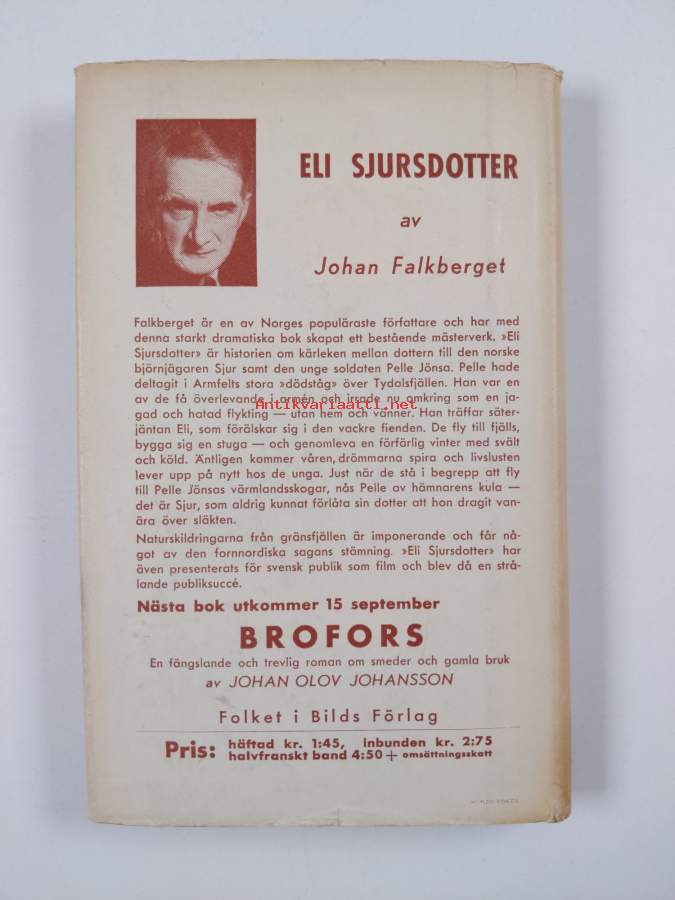 ELI SJURSDOTTER
av
Johan Falkberget
Falkberget är en av Norges populäraste författare och har med
denna starkt dramatiska bok skapat ett bestående mästerverk. »Eli
Sjursdotter» är historien om kärleken mellan dottern till den norske
björnjägaren Sjur samt den unge soldaten Pelle Jönsa. Pelle hade
deltagit i Armfelts stora »dödståg» över Tydalsfjällen. Han var en
av de få överlevande i armén och irrade nu omkring som en ja-
Antikvariaatti.net
gad och hatad flykting — utan hem och vänner. Han träffar säter-
jäntan Eli, som förälskar sig i den vackre fienden. De fly till fjälls,
bygga sig en stuga — och genomleva en förfärlig vinter med svält
och köld. Äntligen kommer våren, drömmarna spira och livslusten
lever upp på nytt hos de unga. Just när de stå i begrepp att fly
till Pelle Jönsas värmlandsskogar, nås Pelle av hämnarens kula —
det är Sjur, som aldrig kunnat förlåta sin dotter att hon dragit van-
ära över släkten.
Naturskildringarna från gränsfjällen är imponerande och får nå-
got av den fornnordiska sagans stämning. »Eli Sjursdotter» har
även presenterats för svensk publik som film och blev då en strå-
lande publiksuccé.
Nästa bok utkommer 15 september
BROFORS
En fängslande och trevlig roman om smeder och gamla bruk
av JOHAN OLOV JOHANSSON
Folket i Bilds Förlag
Pris: häftad kr. 1:45, Inbunden kr. 2:75
halvfranskt band 4:50 + omsättningsskatt